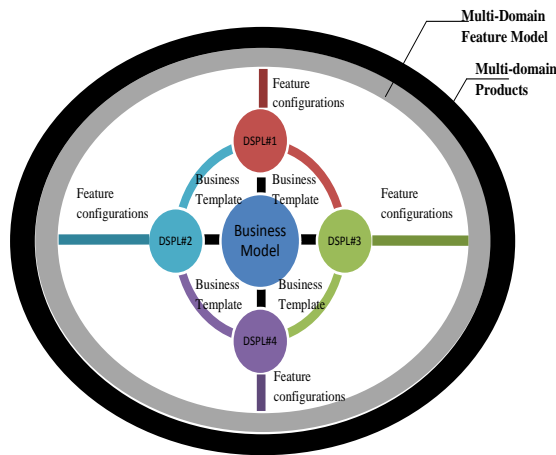 Multi-Domain
Feature Model
Multi-domain
Products
Feature
configurations
DSPL#1
Business
Template
Business
Template
Feature
configurations
Feature
configurations
DSPL#2
Business
Model
DSPL#3
Business
Template
Business
Template
DSPL#4
Feature
configurations